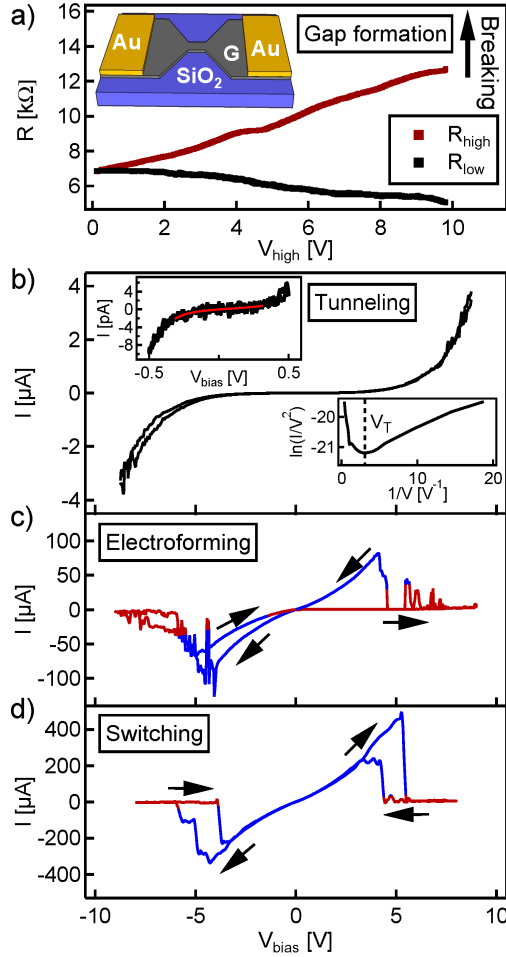 a)
Au
G
Au
SiO2
Gap formation
Breaking
16
14
12
10
8
6
R [kΩ]
Rhigh
Rlow
0 2 4 6 8 10
Vhigh [V]
b)
Tunneling
4
2
0
-2
-4
I [µA]
4
0
-4
-8
I [pA]
-0.5 0.5
Vbias [V]
VT
-20
-21
ln(I/V²)
0 10 20
1/V [V⁻¹]
c)
Electroforming
100
50
0
-50
-100
I [µA]
d)
Switching
400
200
0
-200
-400
I [µA]
-10 -5 0 5 10
Vbias [V]